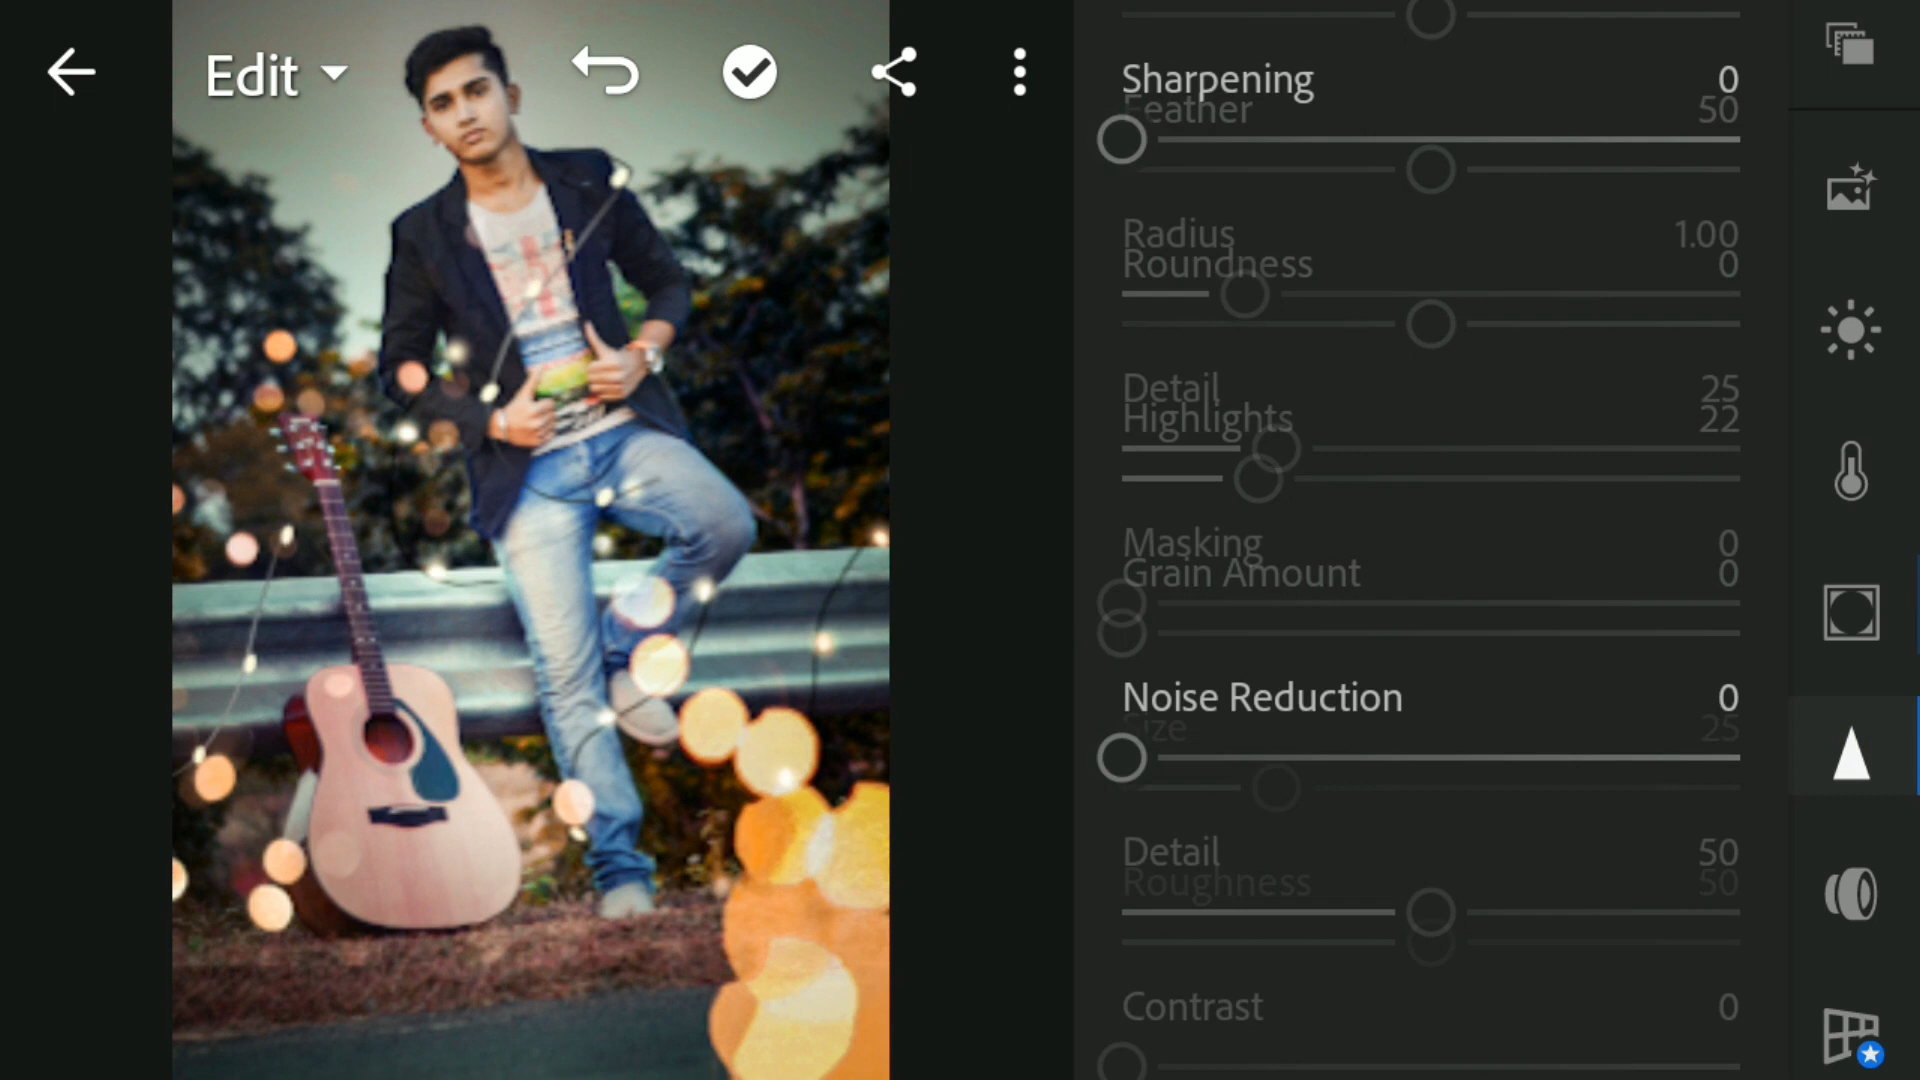 Edit
Sharpening 0
Feather 50
Radius 1.00
Roundness 0
Detail 25
Highlights 22
Masking 0
Grain Amount 0
Noise Reduction 0
Size 25
Detail 50
Roughness 50
Contrast 0